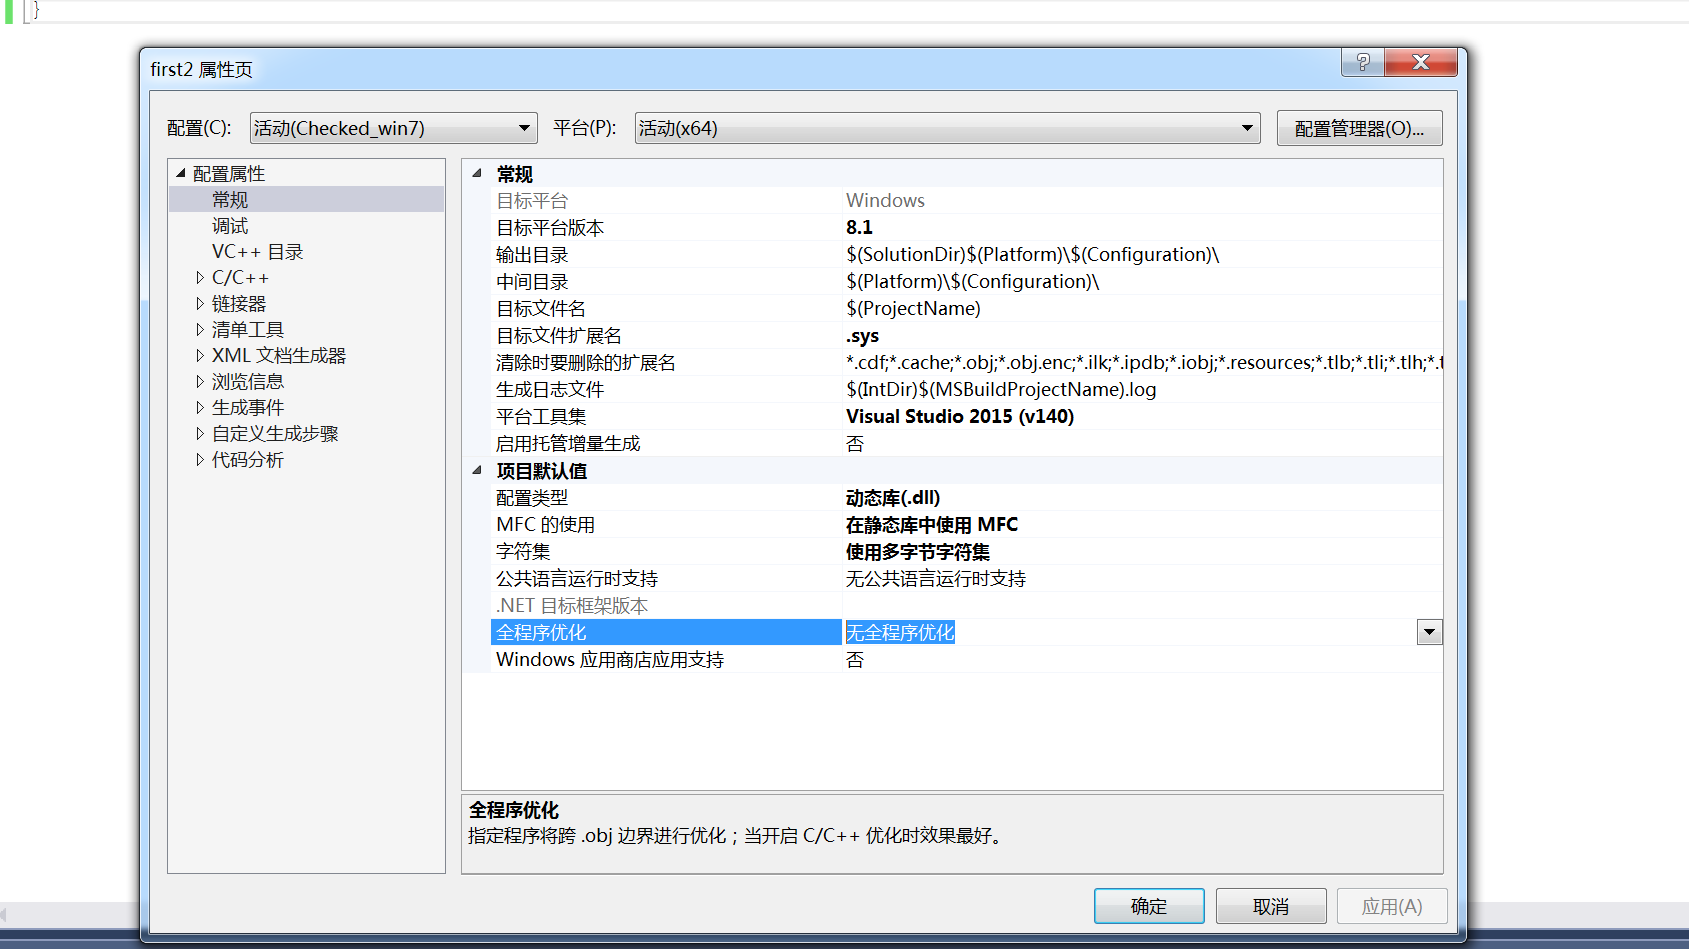 }
first2 属性页
配置(C): 活动(Checked_win7) 平台(P): 活动(x64) 配置管理器(O)...
配置属性
常规
调试
VC++ 目录
C/C++
链接器
清单工具
XML 文档生成器
浏览信息
生成事件
自定义生成步骤
代码分析
常规
目标平台 Windows
目标平台版本 8.1
输出目录 $(SolutionDir)$(Platform)\$(Configuration)\
中间目录 $(Platform)\$(Configuration)\
目标文件名 $(ProjectName)
目标文件扩展名 .sys
清除时要删除的扩展名 *.cdf;*.cache;*.obj;*.obj.enc;*.ilk;*.ipdb;*.iobj;*.resources;*.tlb;*.tli;*.tlh;*.t
生成日志文件 $(IntDir)$(MSBuildProjectName).log
平台工具集 Visual Studio 2015 (v140)
启用托管增量生成 否
项目默认值
配置类型 动态库(.dll)
MFC 的使用 在静态库中使用 MFC
字符集 使用多字节字符集
公共语言运行时支持 无公共语言运行时支持
.NET 目标框架版本
全程序优化 无全程序优化
Windows 应用商店应用支持 否
全程序优化
指定程序将跨 .obj 边界进行优化；当开启 C/C++ 优化时效果最好。
确定 取消 应用(A)